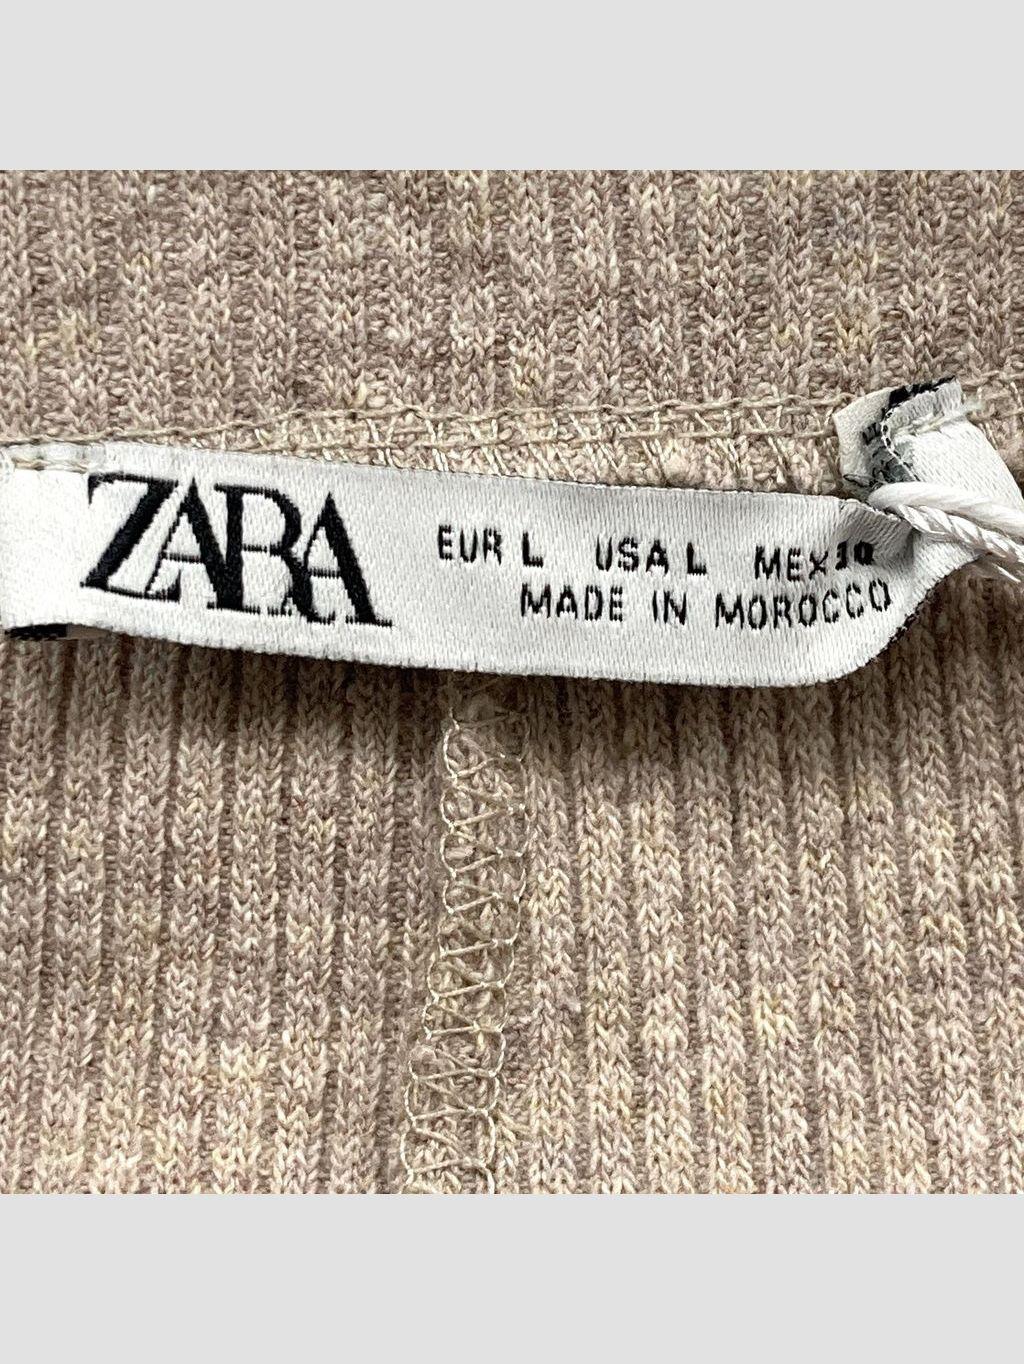 ZARA
EUR L USA L MEX 30
MADE IN MOROCCO